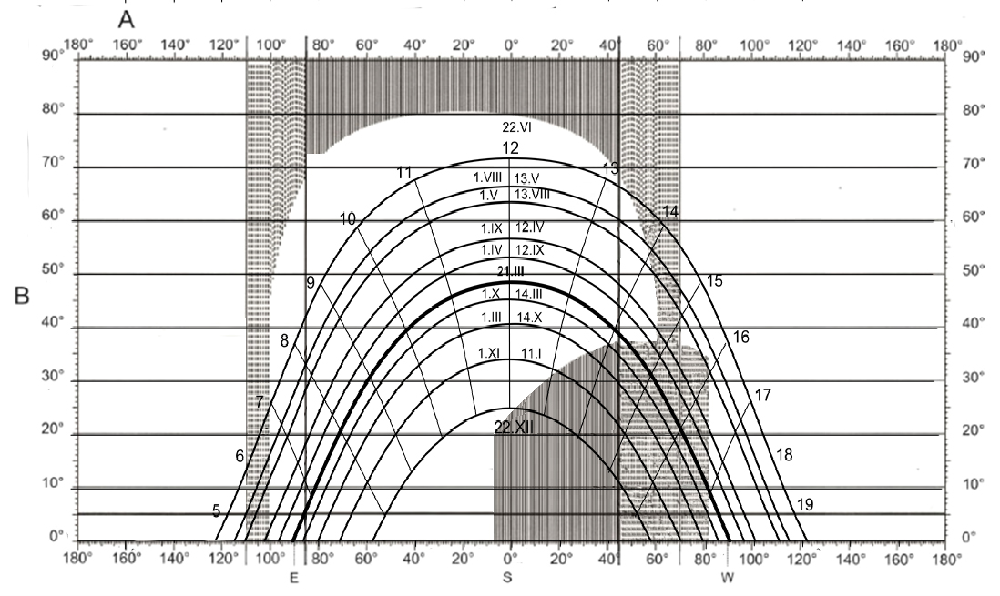 A
180° 160° 140° 120° 100° 80° 60° 40° 20° 0° 20° 40° 60° 80° 100° 120° 140° 160° 180°
90° 90°
80° 80°
22.VI
12
70° 11 1.VIII 13.V 13 70°
1.V 13.VIII
60° 10 14 60°
1.IX 12.IV
1.IV 12.IX
50° 21.III 50°
9 15
B 1.X 14.III
1.III 14.X
40° 40°
8 16
1.XI 11.I
30° 30°
7 17
20° 22.XII 20°
6 18
10° 10°
5 19
0° 0°
180° 160° 140° 120° 100° 80° 60° 40° 20° 0° 20° 40° 60° 80° 100° 120° 140° 160° 180°
E S W